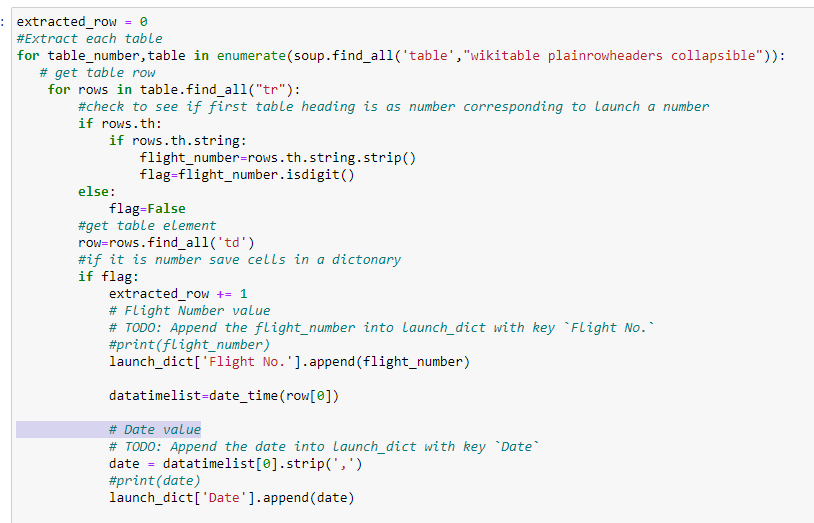 : extracted_row = 0
#Extract each table
for table_number,table in enumerate(soup.find_all('table',"wikitable plainrowheaders collapsible")):
   # get table row
    for rows in table.find_all("tr"):
        #check to see if first table heading is as number corresponding to launch a number
        if rows.th:
            if rows.th.string:
                flight_number=rows.th.string.strip()
                flag=flight_number.isdigit()
        else:
            flag=False
        #get table element
        row=rows.find_all('td')
        #if it is number save cells in a dictonary
        if flag:
            extracted_row += 1
            # Flight Number value
            # TODO: Append the flight_number into launch_dict with key `Flight No.`
            #print(flight_number)
            launch_dict['Flight No.'].append(flight_number)
            datatimelist=date_time(row[0])
            # Date value
            # TODO: Append the date into launch_dict with key `Date`
            date = datatimelist[0].strip(',')
            #print(date)
            launch_dict['Date'].append(date)